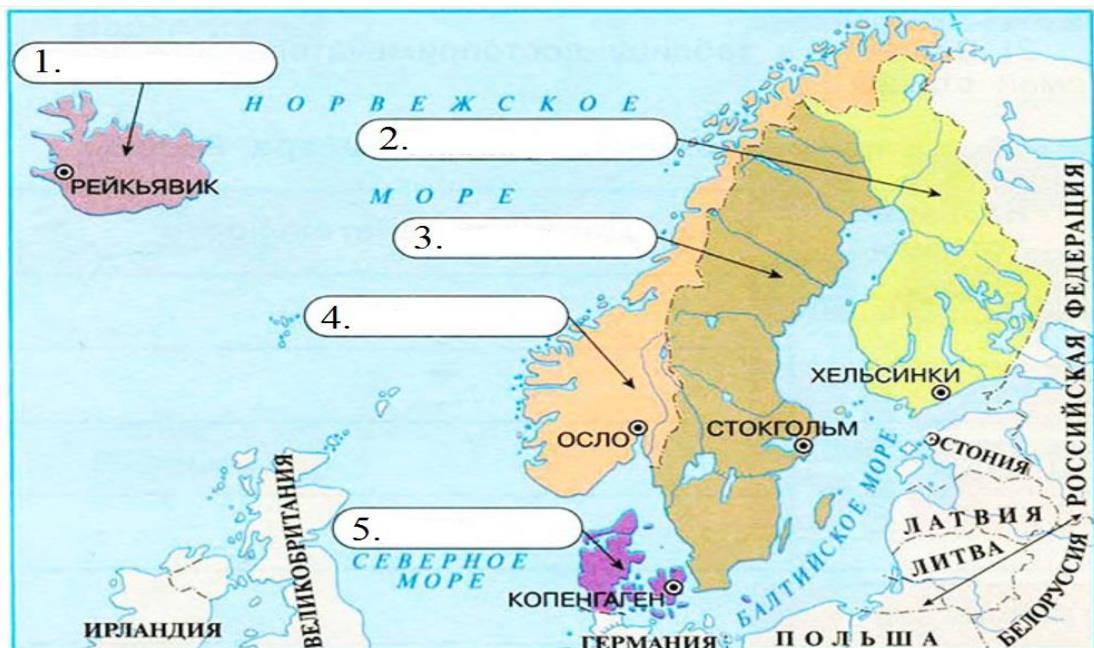 1.
НОРВЕЖСКОЕ
2.
РЕЙКЬЯВИК
МОРЕ
3.
4.
ХЕЛЬСИНКИ
ОСЛО
СТОКГОЛЬМ
ЭСТОНИЯ
РОССИЙСКАЯ ФЕДЕРАЦИЯ
5.
СЕВЕРНОЕ
МОРЕ
ЛАТВИЯ
ЛИТВА
БАЛТИЙСКОЕ МОРЕ
КОПЕНГАГЕН
ВЕЛИКОБРИТАНИЯ
ИРЛАНДИЯ
ГЕРМАНИЯ
ПОЛЬША
БЕЛОРУССИЯ